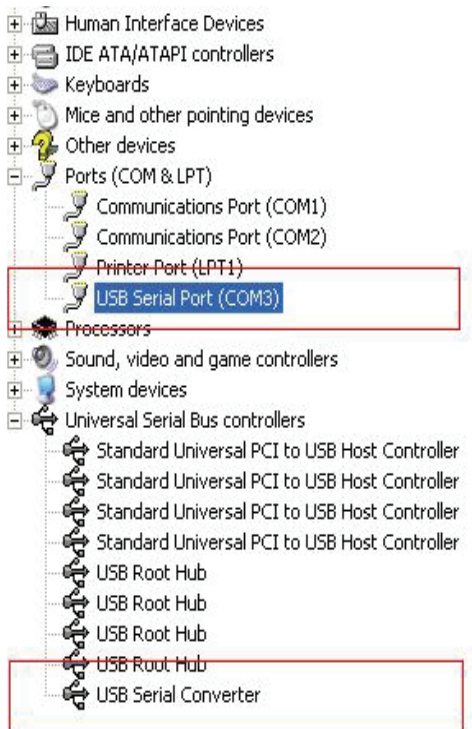 Human Interface Devices
IDE ATA/ATAPI controllers
Keyboards
Mice and other pointing devices
Other devices
Ports (COM & LPT)
Communications Port (COM1)
Communications Port (COM2)
Printer Port (LPT1)
USB Serial Port (COM3)
Processors
Sound, video and game controllers
System devices
Universal Serial Bus controllers
Standard Universal PCI to USB Host Controller
Standard Universal PCI to USB Host Controller
Standard Universal PCI to USB Host Controller
Standard Universal PCI to USB Host Controller
USB Root Hub
USB Root Hub
USB Root Hub
USB Root Hub
USB Serial Converter